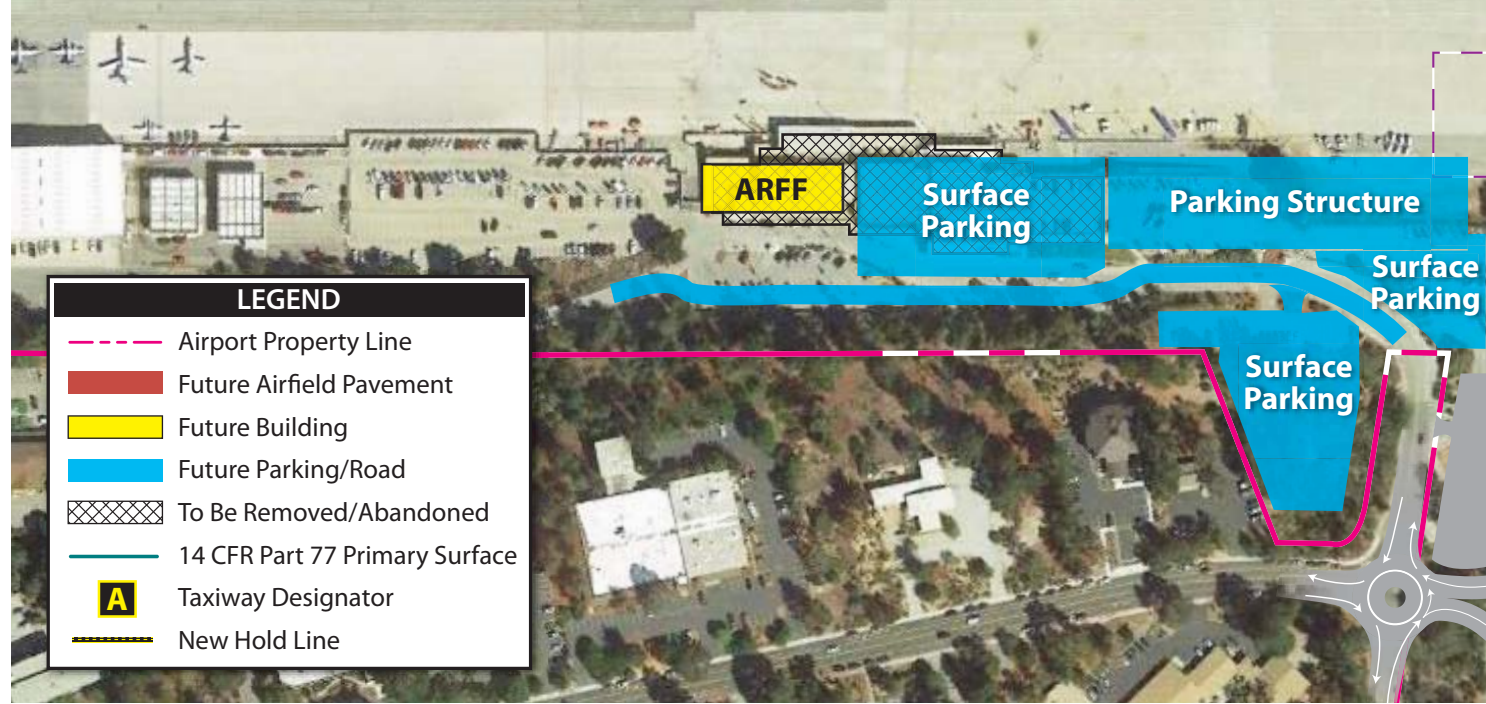 ARFF
Surface
Parking
Parking Structure
Surface
Parking
Surface
Parking
LEGEND
Airport Property Line
Future Airfield Pavement
Future Building
Future Parking/Road
To Be Removed/Abandoned
14 CFR Part 77 Primary Surface
A
Taxiway Designator
New Hold Line